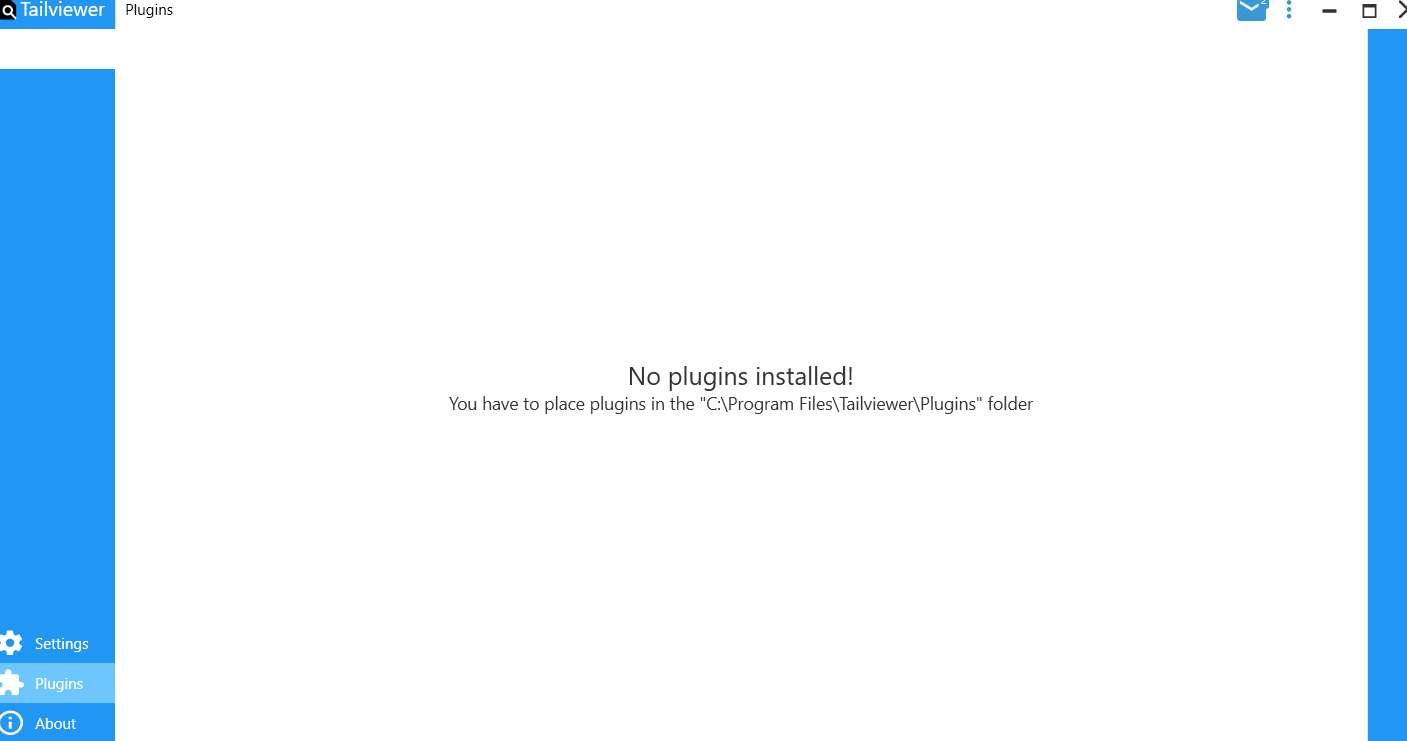 Tailviewer
Plugins
2
No plugins installed!
You have to place plugins in the "C:\Program Files\Tailviewer\Plugins" folder
Settings
Plugins
About